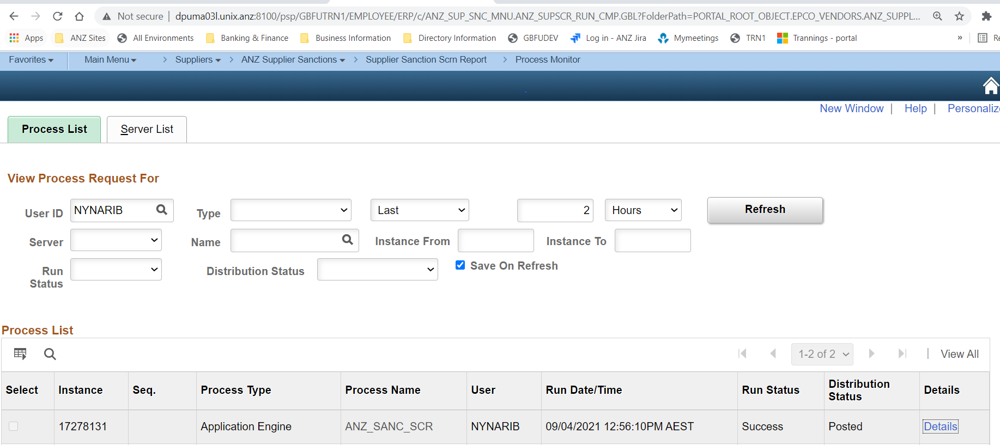 Not secure | dpuma03l.unix.anz:8100/psp/GBFUTRN1/EMPLOYEE/ERP/c/ANZ_SUP_SNC_MNU.ANZ_SUPSCR_RUN_CMP.GBL?FolderPath=PORTAL_ROOT_OBJECT.EPCO_VENDORS.ANZ_SUPPL...
Apps ANZ Sites All Environments Banking & Finance Business Information Directory Information GBFUDEV Log in - ANZ Jira Mymeetings TRN1 Trannings - portal » Re
Favorites Main Menu > Suppliers > ANZ Supplier Sanctions > Supplier Sanction Scrn Report > Process Monitor
New Window | Help | Personaliz
Process List Server List
View Process Request For
User ID NYNARIB Type Last 2 Hours Refresh
Server Name Instance From Instance To
Run Status Distribution Status Save On Refresh
Process List
1-2 of 2 | View All
Select Instance Seq. Process Type Process Name User Run Date/Time Run Status Distribution Status Details
17278131 Application Engine ANZ_SANC_SCR NYNARIB 09/04/2021 12:56:10PM AEST Success Posted Details